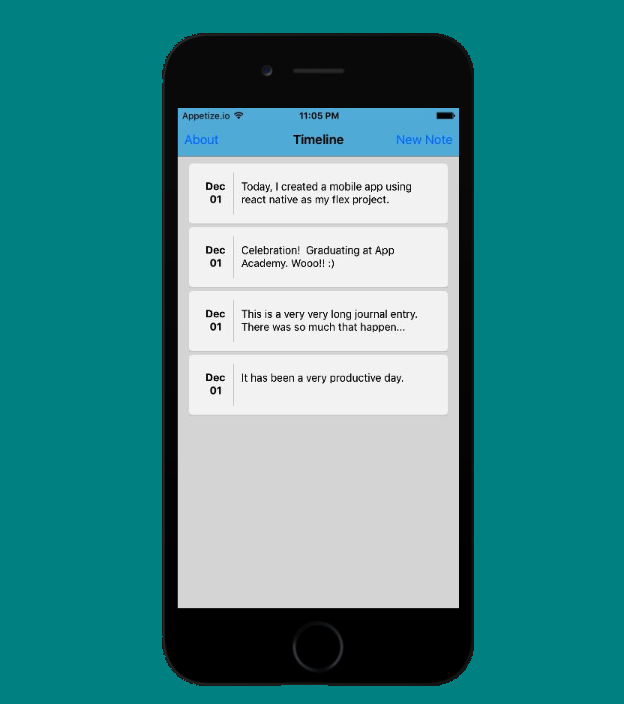 Appetize.io 11:05 PM
About Timeline New Note
Dec
01
Today, I created a mobile app using
react native as my flex project.
Dec
01
Celebration!  Graduating at App
Academy. Wooo!! :)
Dec
01
This is a very very long journal entry.
There was so much that happen...
Dec
01
It has been a very productive day.